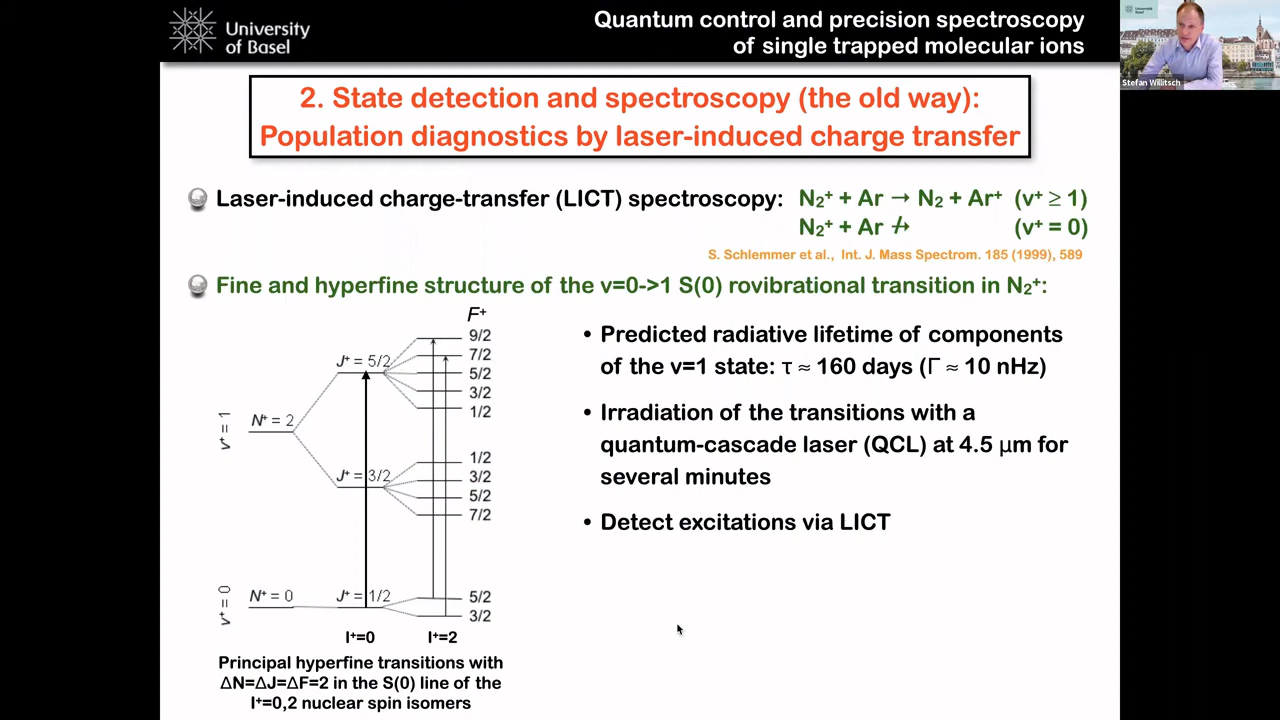 University
of Basel
Quantum control and precision spectroscopy
of single trapped molecular ions
Stefan Willitsch
2. State detection and spectroscopy (the old way):
Population diagnostics by laser-induced charge transfer
Laser-induced charge-transfer (LICT) spectroscopy: N₂⁺ + Ar → N₂ + Ar⁺ (v⁺ ≥ 1)
N₂⁺ + Ar ↛ (v⁺ = 0)
S. Schlemmer et al., Int. J. Mass Spectrom. 185 (1999), 589
Fine and hyperfine structure of the v=0->1 S(0) rovibrational transition in N₂⁺:
F⁺
9/2
J⁺ = 5/2
7/2
5/2
3/2
1/2
v⁺ = 1
N⁺ = 2
1/2
J⁺ = 3/2
3/2
5/2
7/2
v⁺ = 0
N⁺ = 0
J⁺ = 1/2
5/2
3/2
I⁺=0
I⁺=2
Principal hyperfine transitions with
ΔN=ΔJ=ΔF=2 in the S(0) line of the
I⁺=0,2 nuclear spin isomers
• Predicted radiative lifetime of components
of the v=1 state: τ ≈ 160 days (Γ ≈ 10 nHz)
• Irradiation of the transitions with a
quantum-cascade laser (QCL) at 4.5 μm for
several minutes
• Detect excitations via LICT